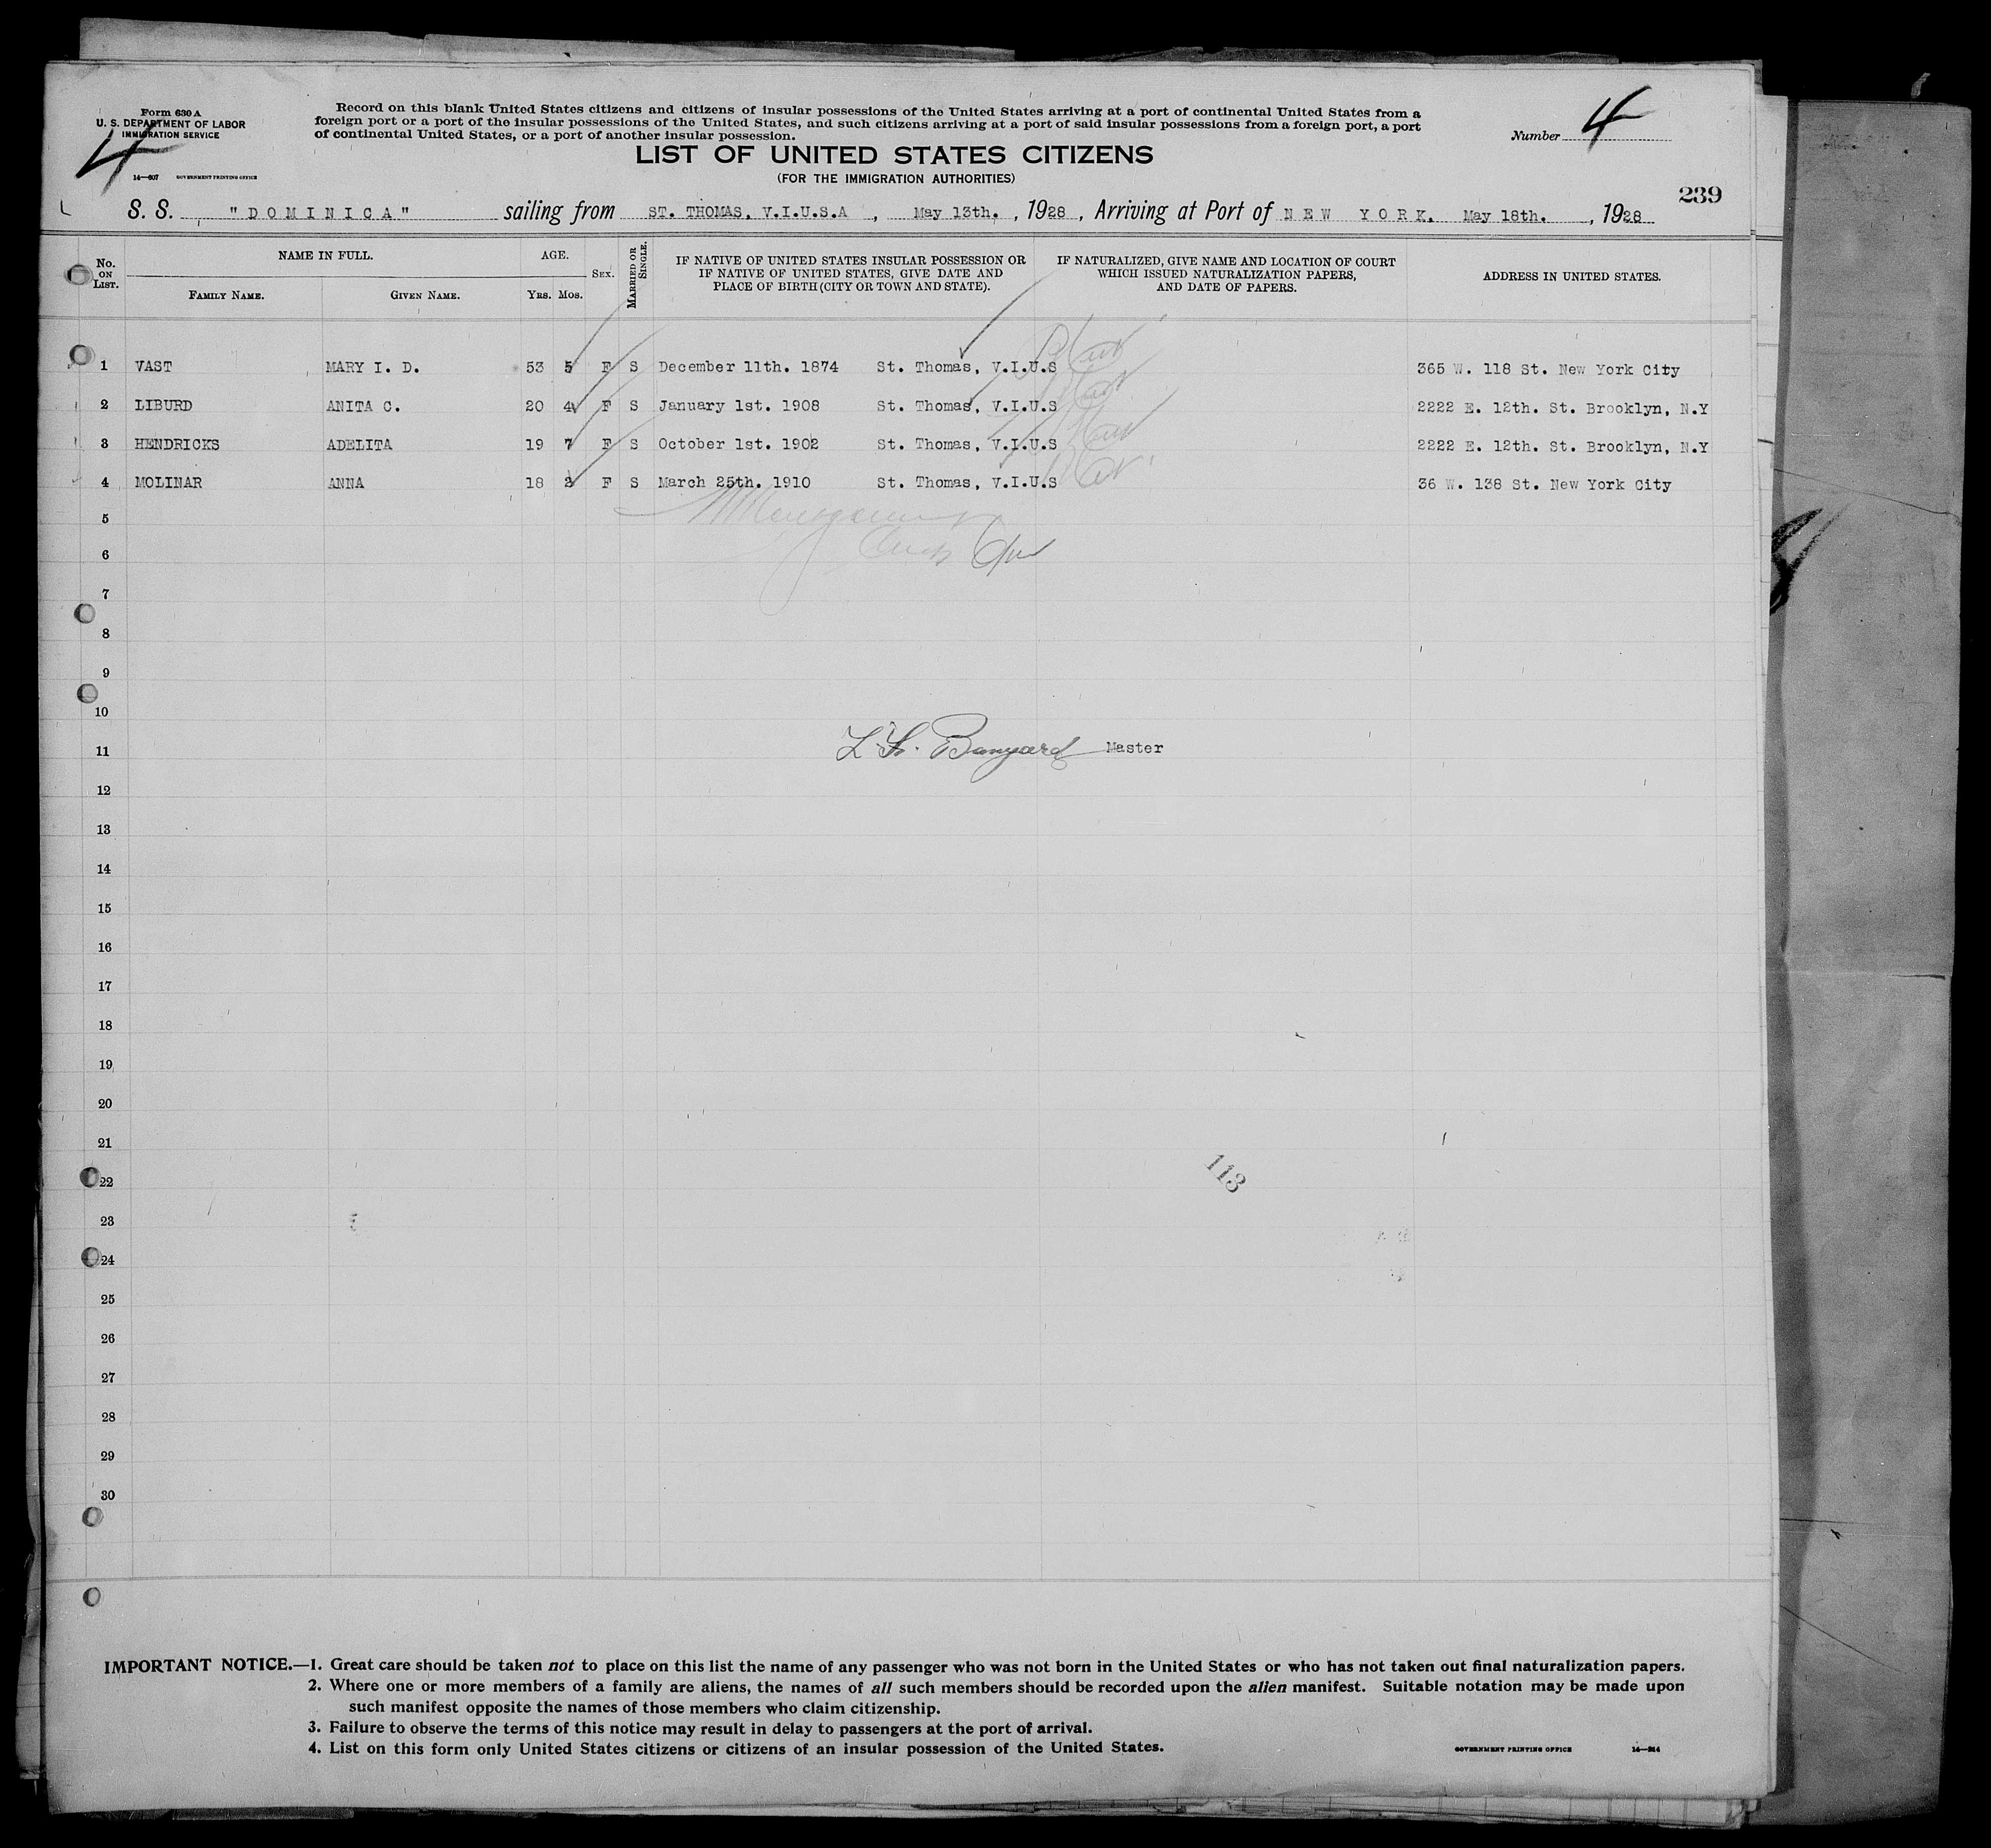 Form 630 A
U. S. DEPARTMENT OF LABOR
IMMIGRATION SERVICE
4
14—607 GOVERNMENT PRINTING OFFICE
Record on this blank United States citizens and citizens of insular possessions of the United States arriving at a port of continental United States from a
foreign port or a port of the insular possessions of the United States, and such citizens arriving at a port of said insular possessions from a foreign port, a port
of continental United States, or a port of another insular possession.
Number 4
LIST OF UNITED STATES CITIZENS
(FOR THE IMMIGRATION AUTHORITIES)
239
S. S. "DOMINICA" sailing from ST. THOMAS, V.I.U.S.A , May 13th. , 1928 , Arriving at Port of NEW YORK. May 18th. , 1928
No. ON LIST. NAME IN FULL. FAMILY NAME. GIVEN NAME. AGE. YRS. MOS. SEX. MARRIED OR SINGLE. IF NATIVE OF UNITED STATES INSULAR POSSESSION OR IF NATIVE OF UNITED STATES, GIVE DATE AND PLACE OF BIRTH (CITY OR TOWN AND STATE). IF NATURALIZED, GIVE NAME AND LOCATION OF COURT WHICH ISSUED NATURALIZATION PAPERS, AND DATE OF PAPERS. ADDRESS IN UNITED STATES.
1 VAST MARY I. D. 53 5 F S December 11th. 1874 St. Thomas, V.I.U.S 365 W. 118 St. New York City
2 LIBURD ANITA C. 20 4 F S January 1st. 1908 St. Thomas, V.I.U.S 2222 E. 12th. St. Brooklyn, N.Y
3 HENDRICKS ADELITA 19 7 F S October 1st. 1902 St. Thomas, V.I.U.S 2222 E. 12th. St. Brooklyn, N.Y
4 MOLINAR ANNA 18 2 F S March 25th. 1910 St. Thomas, V.I.U.S 36 W. 138 St. New York City
5
6
7
8
9
10
11 Banyard Master
12
13
14
15
16
17
18
19
20
21
22
113
23
24
25
26
27
28
29
30
IMPORTANT NOTICE.—1. Great care should be taken not to place on this list the name of any passenger who was not born in the United States or who has not taken out final naturalization papers.
2. Where one or more members of a family are aliens, the names of all such members should be recorded upon the alien manifest. Suitable notation may be made upon
such manifest opposite the names of those members who claim citizenship.
3. Failure to observe the terms of this notice may result in delay to passengers at the port of arrival.
4. List on this form only United States citizens or citizens of an insular possession of the United States.
GOVERNMENT PRINTING OFFICE 14—214